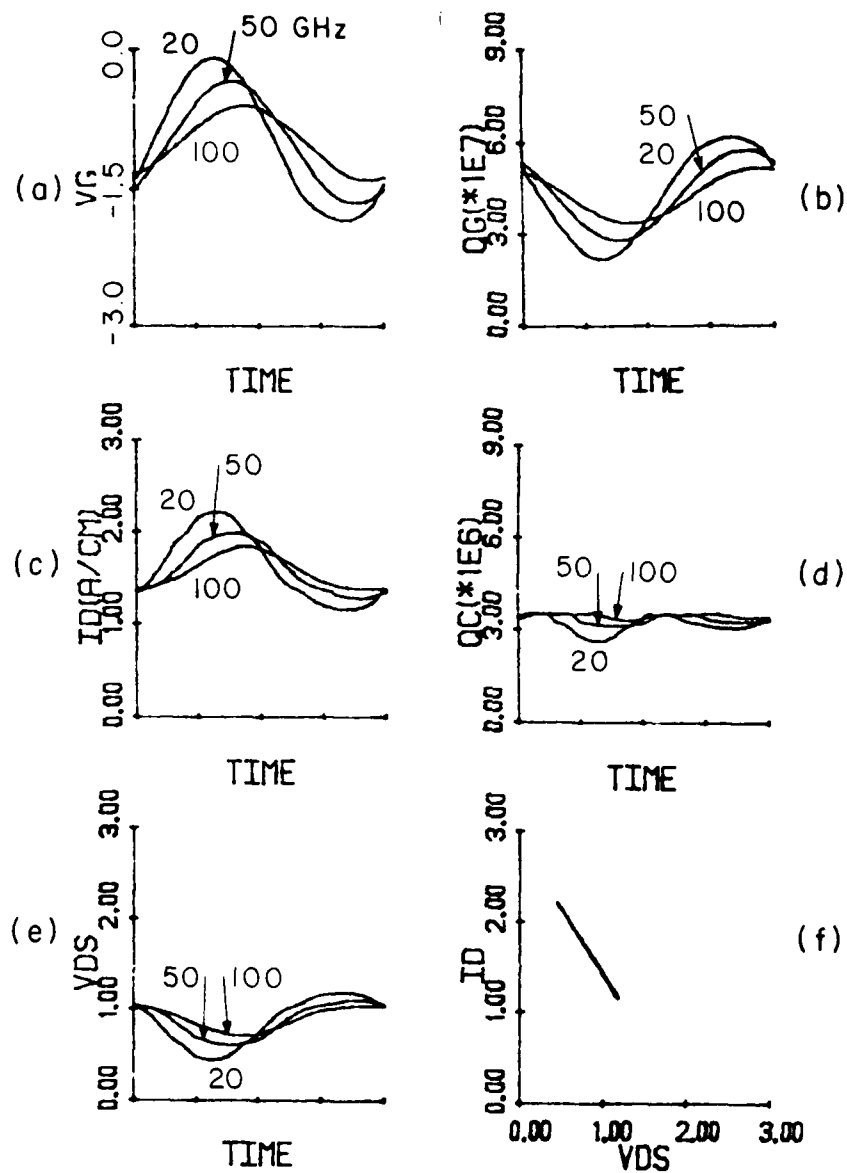 (a)
VG
0.0
-1.5
-3.0
20
50 GHz
100
TIME
(b)
QG(*1E7)
9.00
6.00
3.00
0.00
50
20
100
TIME
(c)
ID(A/CM)
3.00
2.00
1.00
0.00
20
50
100
TIME
(d)
QC(*1E6)
9.00
6.00
3.00
0.00
50
100
20
TIME
(e)
VDS
3.00
2.00
1.00
0.00
50
100
20
TIME
(f)
ID
3.00
2.00
1.00
0.00
0.00 1.00 2.00 3.00
VDS